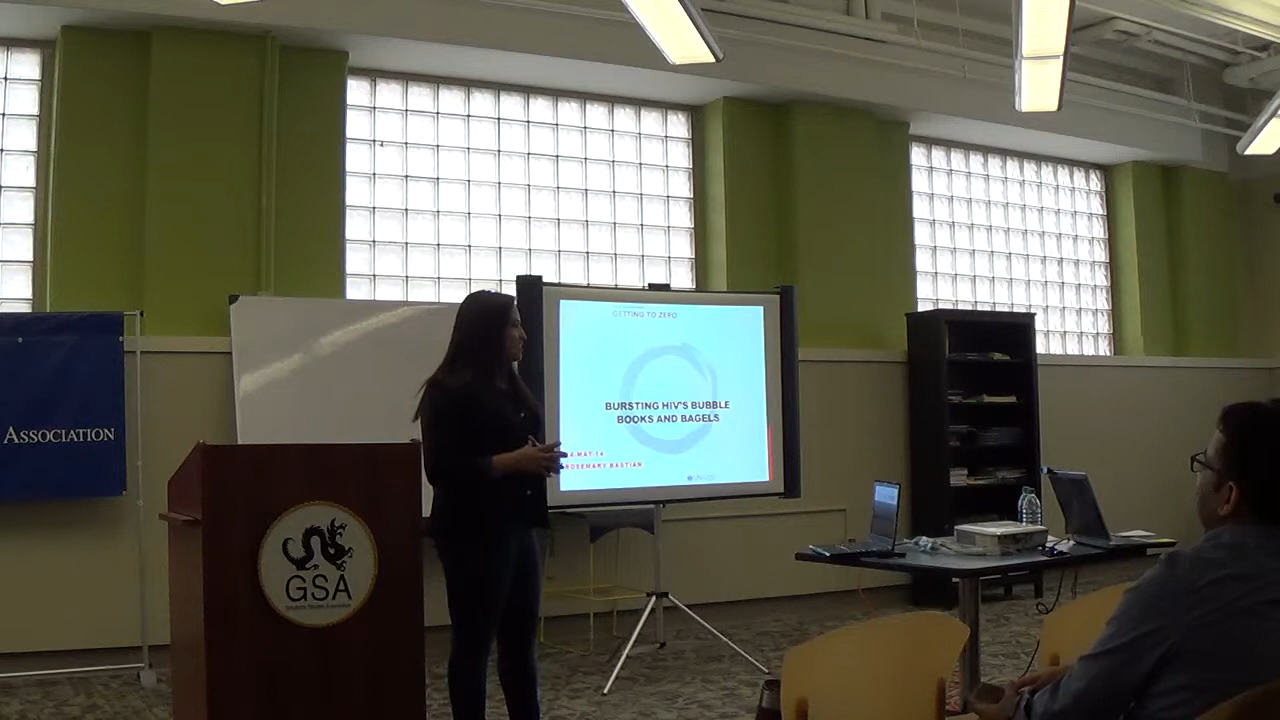 ASSOCIATION
GSA
GETTING TO ZERO
BURSTING HIV'S BUBBLE
BOOKS AND BAGELS
MAY-14
ROSEMARY BASTIAN